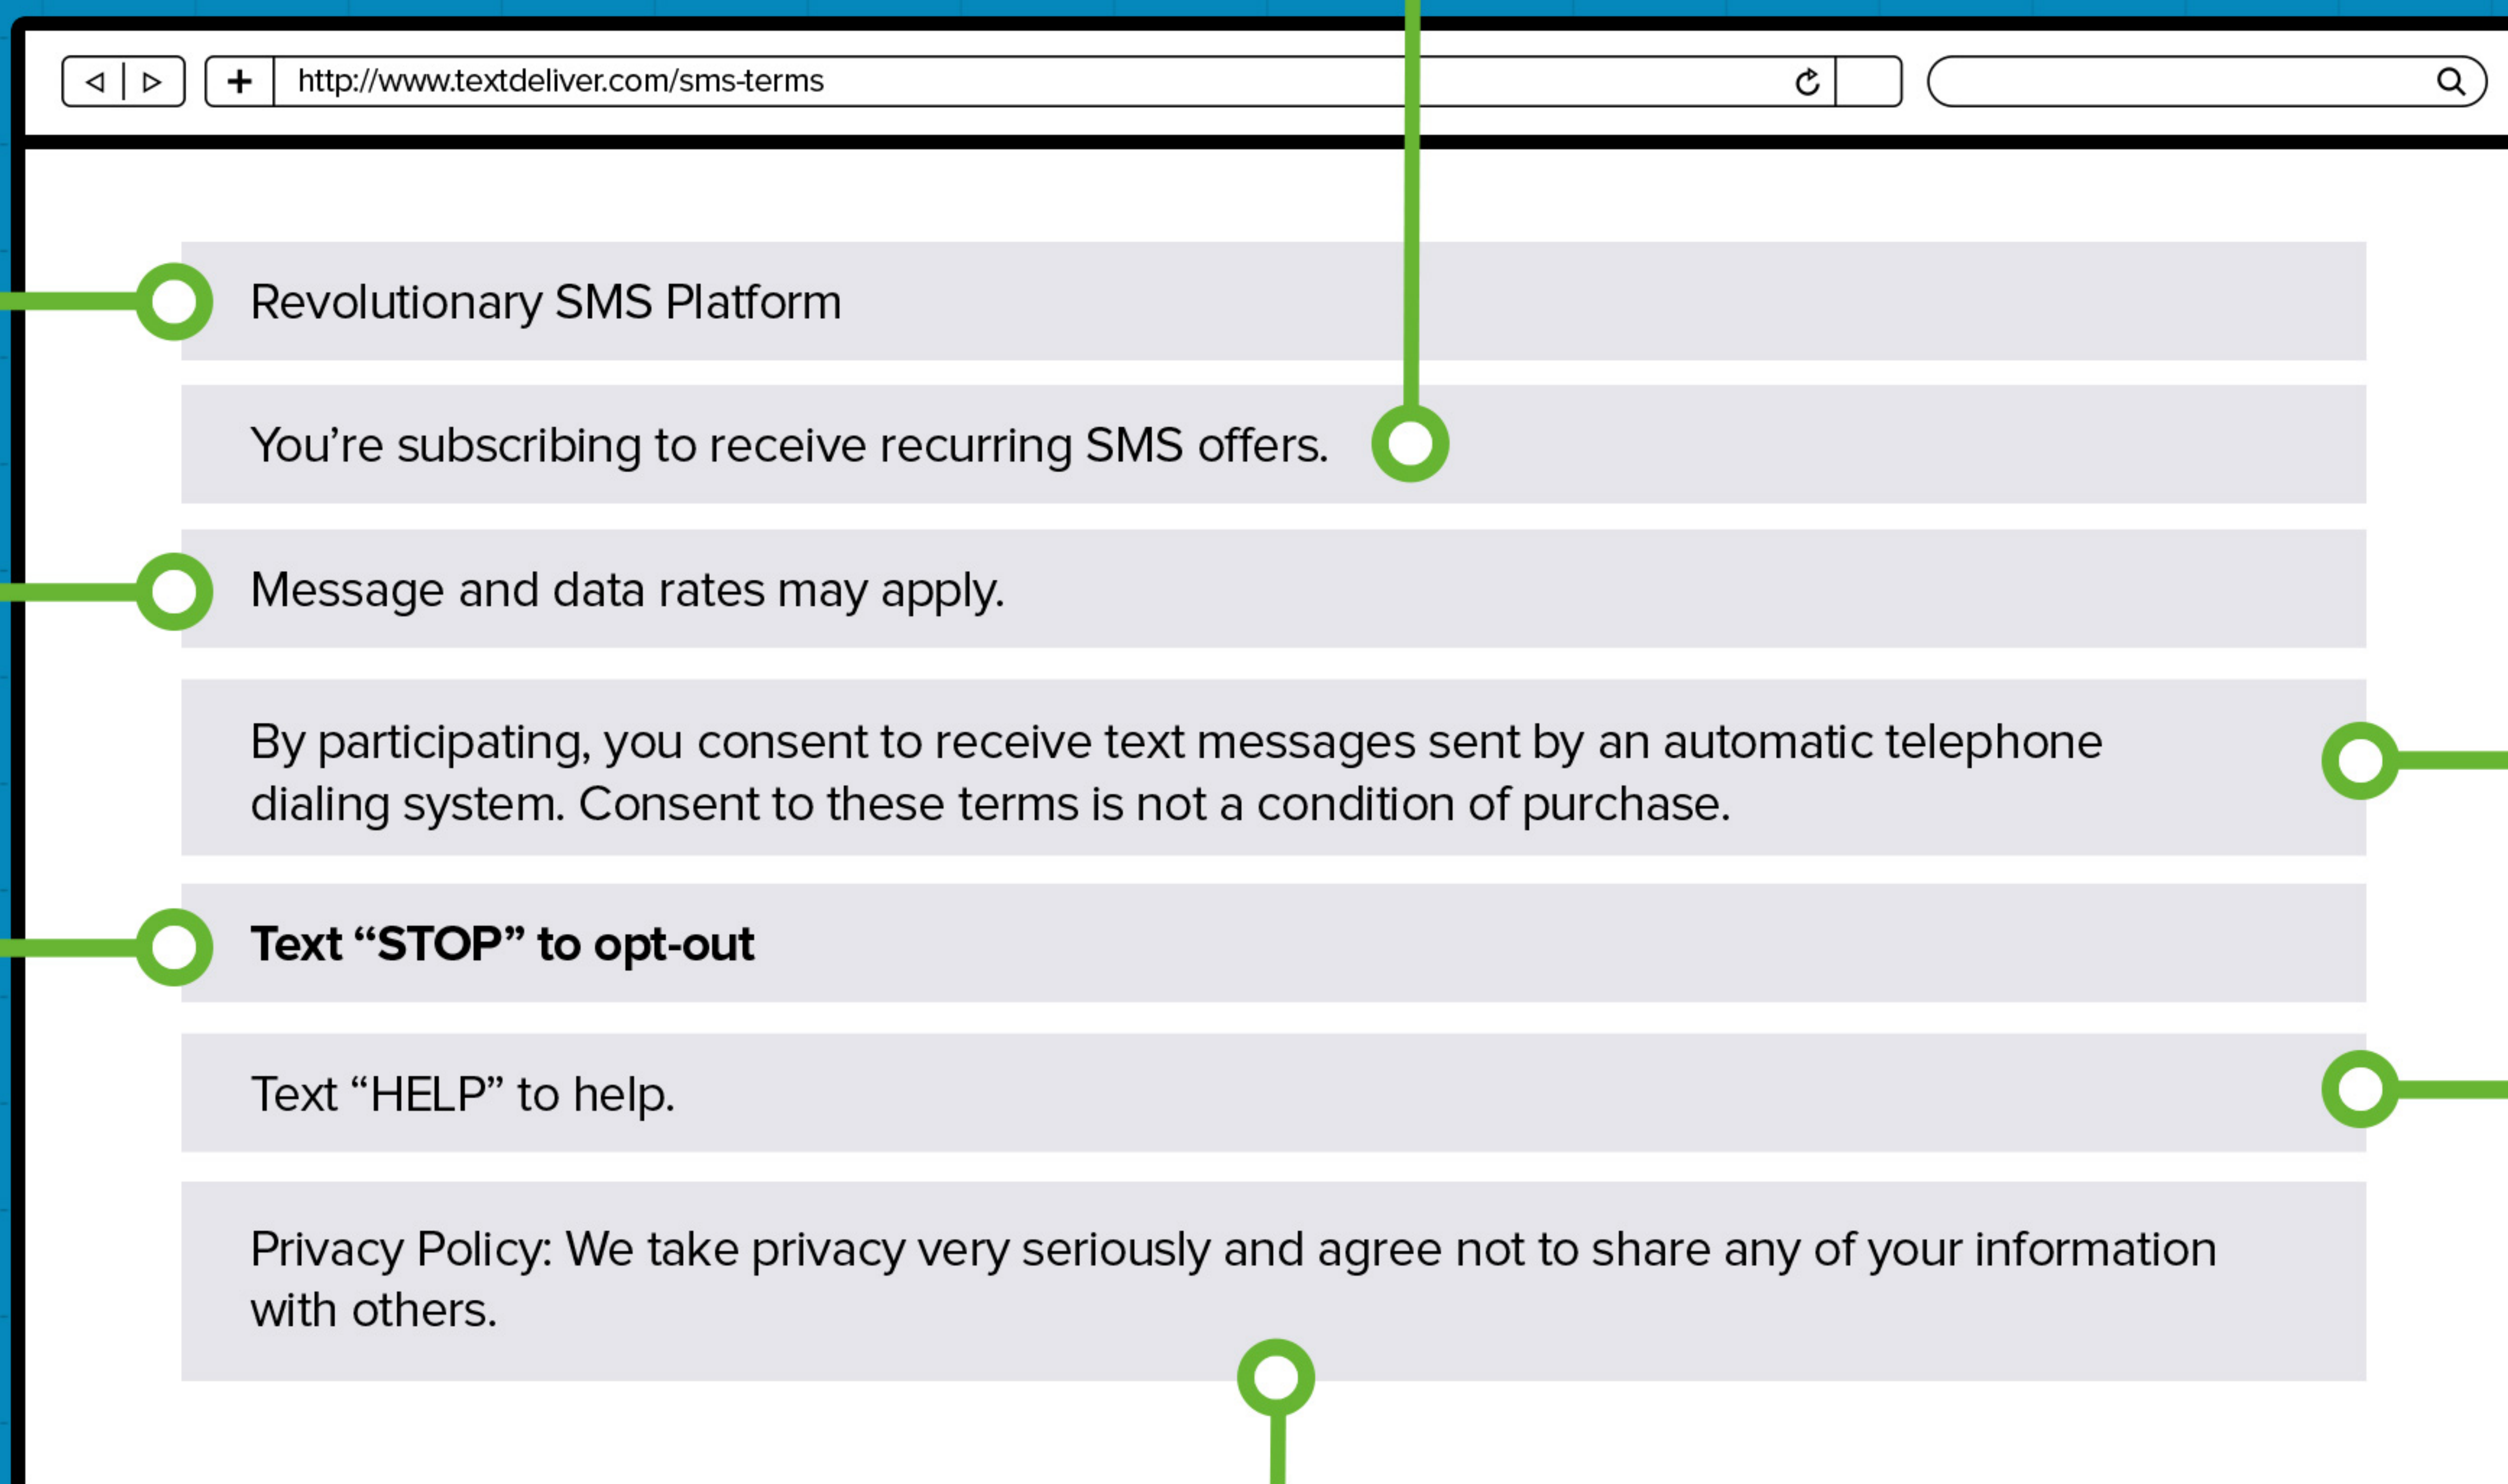 http://www.textdeliver.com/sms-terms
Revolutionary SMS Platform
You’re subscribing to receive recurring SMS offers.
Message and data rates may apply.
By participating, you consent to receive text messages sent by an automatic telephone
dialing system. Consent to these terms is not a condition of purchase.
Text “STOP” to opt-out
Text “HELP” to help.
Privacy Policy: We take privacy very seriously and agree not to share any of your information
with others.